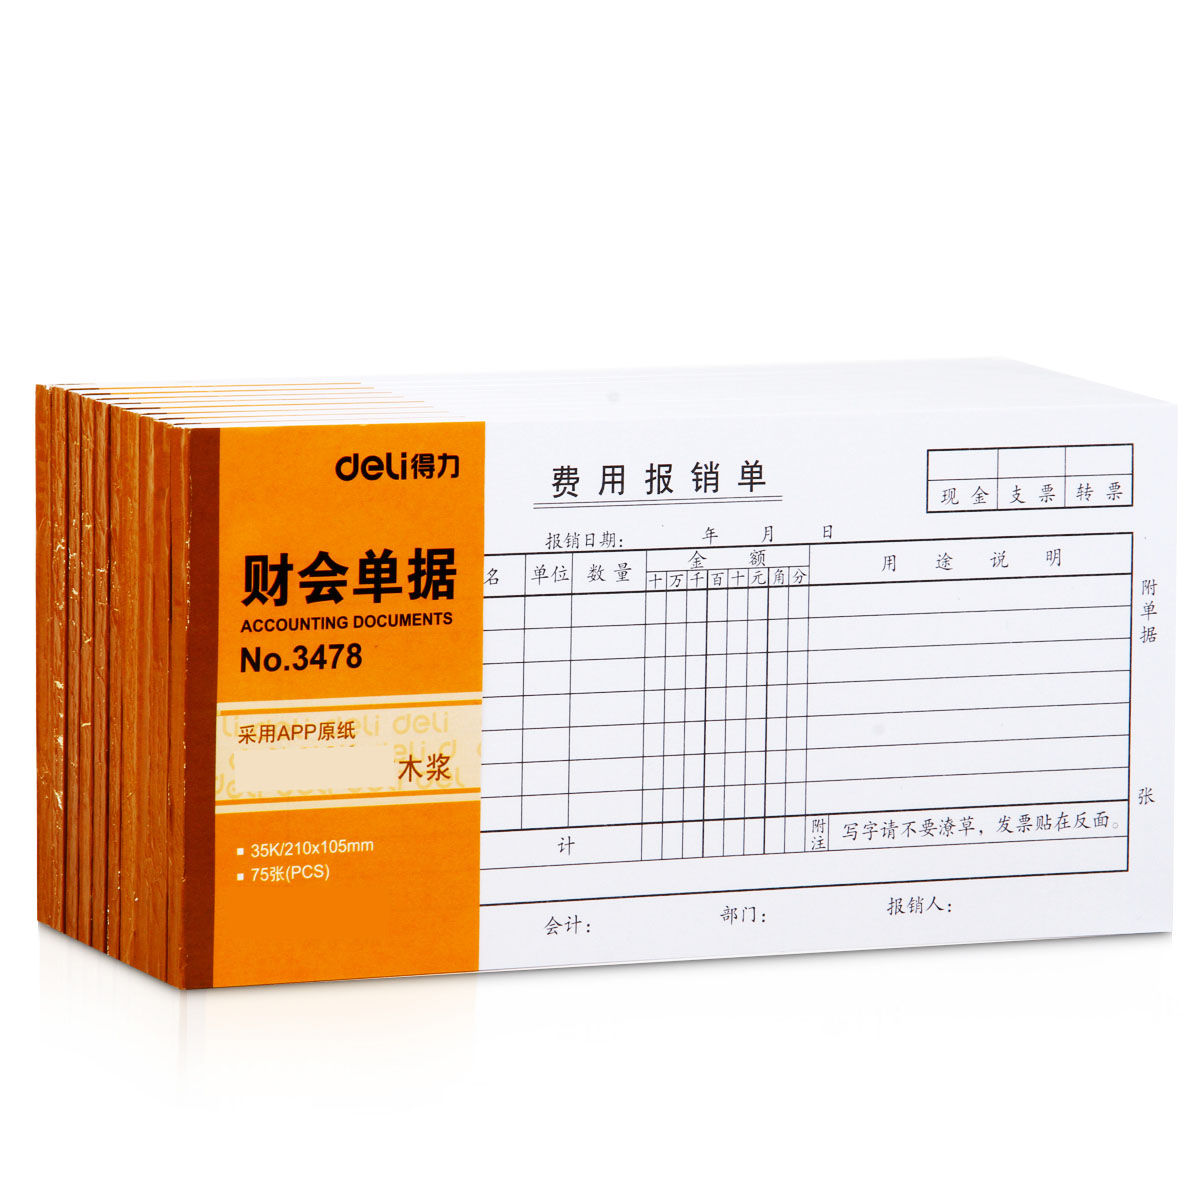 deli得力
财会单据
ACCOUNTING DOCUMENTS
No.3478
采用APP原纸
木浆
35K/210x105mm
75张(PCS)
费用报销单
现金 支票 转票
报销日期： 年 月 日
名 单位 数量 金额 用途说明
十 万 千 百 十 元 角 分
附单据
张
计
附注 写字请不要潦草，发票贴在反面。
会计： 部门： 报销人：